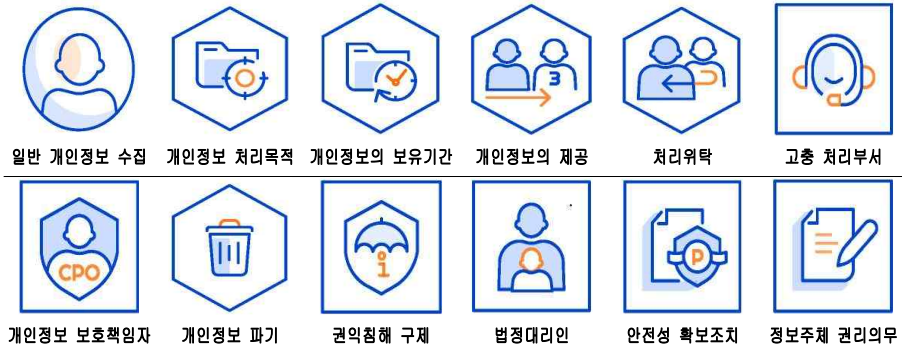 일반 개인정보 수집
개인정보 처리목적
개인정보의 보유기간
3
개인정보의 제공
처리위탁
고충 처리부서
CPO
개인정보 보호책임자
개인정보 파기
i
권익침해 구제
법정대리인
P
안전성 확보조치
정보주체 권리의무